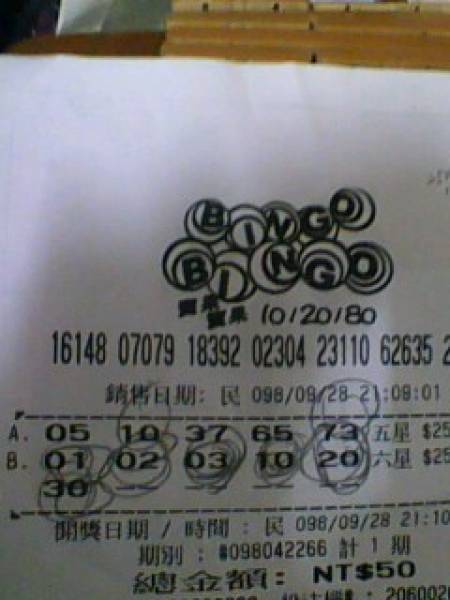 BINGO
BINGO
賓果
賓果 10/20/80
16148 07079 18392 02304 23110 62635 2
銷售日期: 民 098/09/28 21:08:01
A. 05 10 37 65 73 五星 $25
B. 01 02 03 10 20 六星 $25
30
開獎日期 / 時間 : 民 098/09/28 21:10
期別 : #098042266 計 1 期
總金額: NT$50
206002